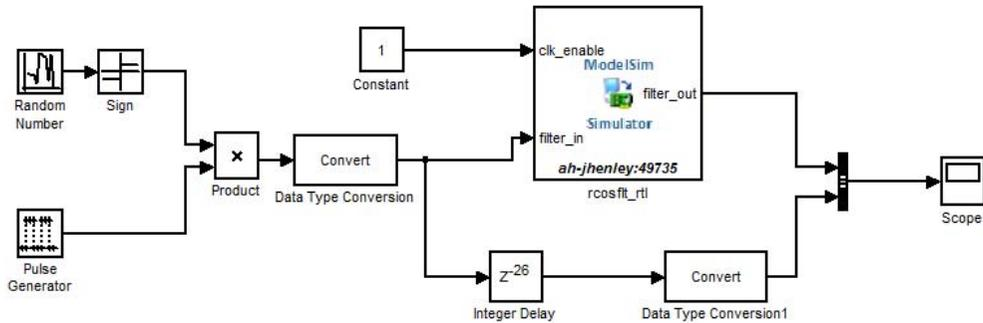 Random
Number
Sign
Pulse
Generator
×
Product
Convert
Data Type Conversion
1
Constant
clk_enable
filter_in
ModelSim
Simulator
filter_out
ah-jhenley:49735
rcosflt_rtl
Z-26
Integer Delay
Convert
Data Type Conversion1
Scope